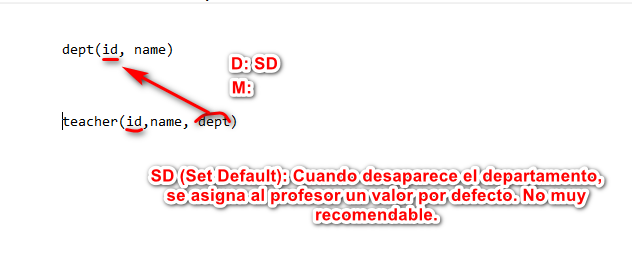 dept(id, name)
D: SD
M:
teacher(id,name, dept)
SD (Set Default): Cuando desaparece el departamento,
se asigna al profesor un valor por defecto. No muy
recomendable.